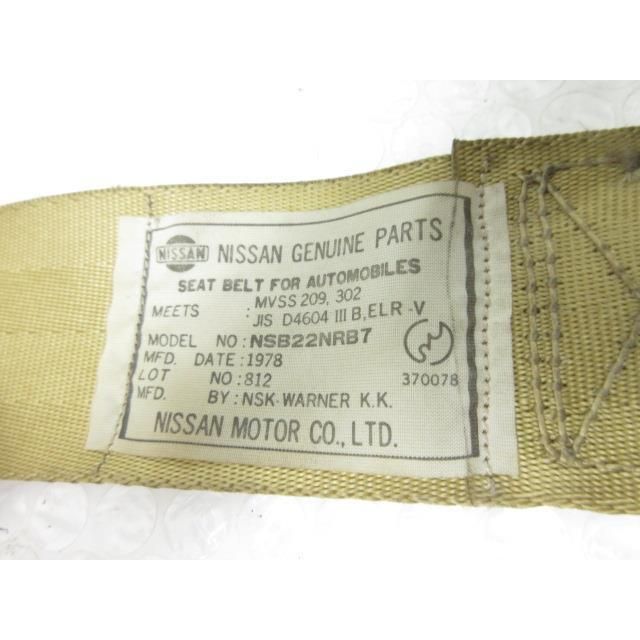 NISSAN NISSAN GENUINE PARTS
SEAT BELT FOR AUTOMOBILES
MEETS : MVSS 209, 302
JIS D4604 III B, ELR -V
MODEL NO: NSB22NRB7
MFD. DATE: 1978
LOT NO: 812 370078
MFD. BY: NSK-WARNER K.K.
NISSAN MOTOR CO., LTD.